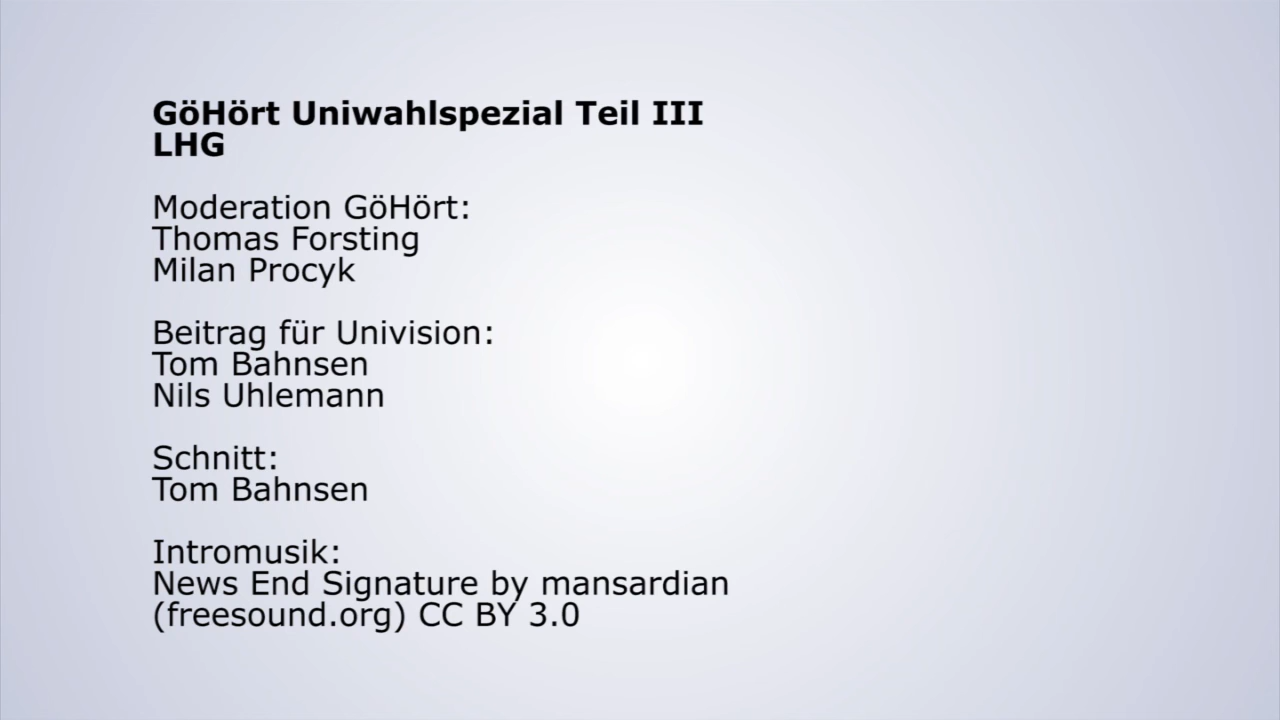 GöHört Uniwahlspezial Teil III
LHG
Moderation GöHört:
Thomas Forsting
Milan Procyk
Beitrag für Univision:
Tom Bahnsen
Nils Uhlemann
Schnitt:
Tom Bahnsen
Intromusik:
News End Signature by mansardian
(freesound.org) CC BY 3.0